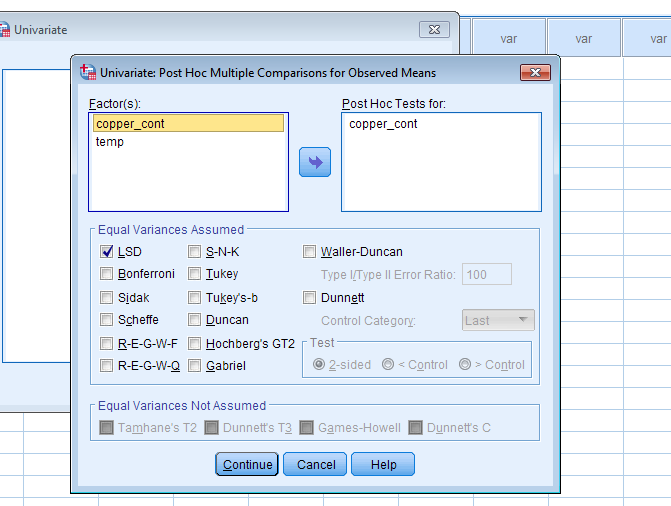 Univariate
var var var
Univariate: Post Hoc Multiple Comparisons for Observed Means
Factor(s): Post Hoc Tests for:
copper_cont copper_cont
temp
Equal Variances Assumed
LSD S-N-K Waller-Duncan
Bonferroni Tukey Type I/Type II Error Ratio: 100
Sidak Tukey's-b Dunnett
Scheffe Duncan Control Category: Last
R-E-G-W-F Hochberg's GT2 Test
R-E-G-W-Q Gabriel 2-sided < Control > Control
Equal Variances Not Assumed
Tamhane's T2 Dunnett's T3 Games-Howell Dunnett's C
Continue Cancel Help